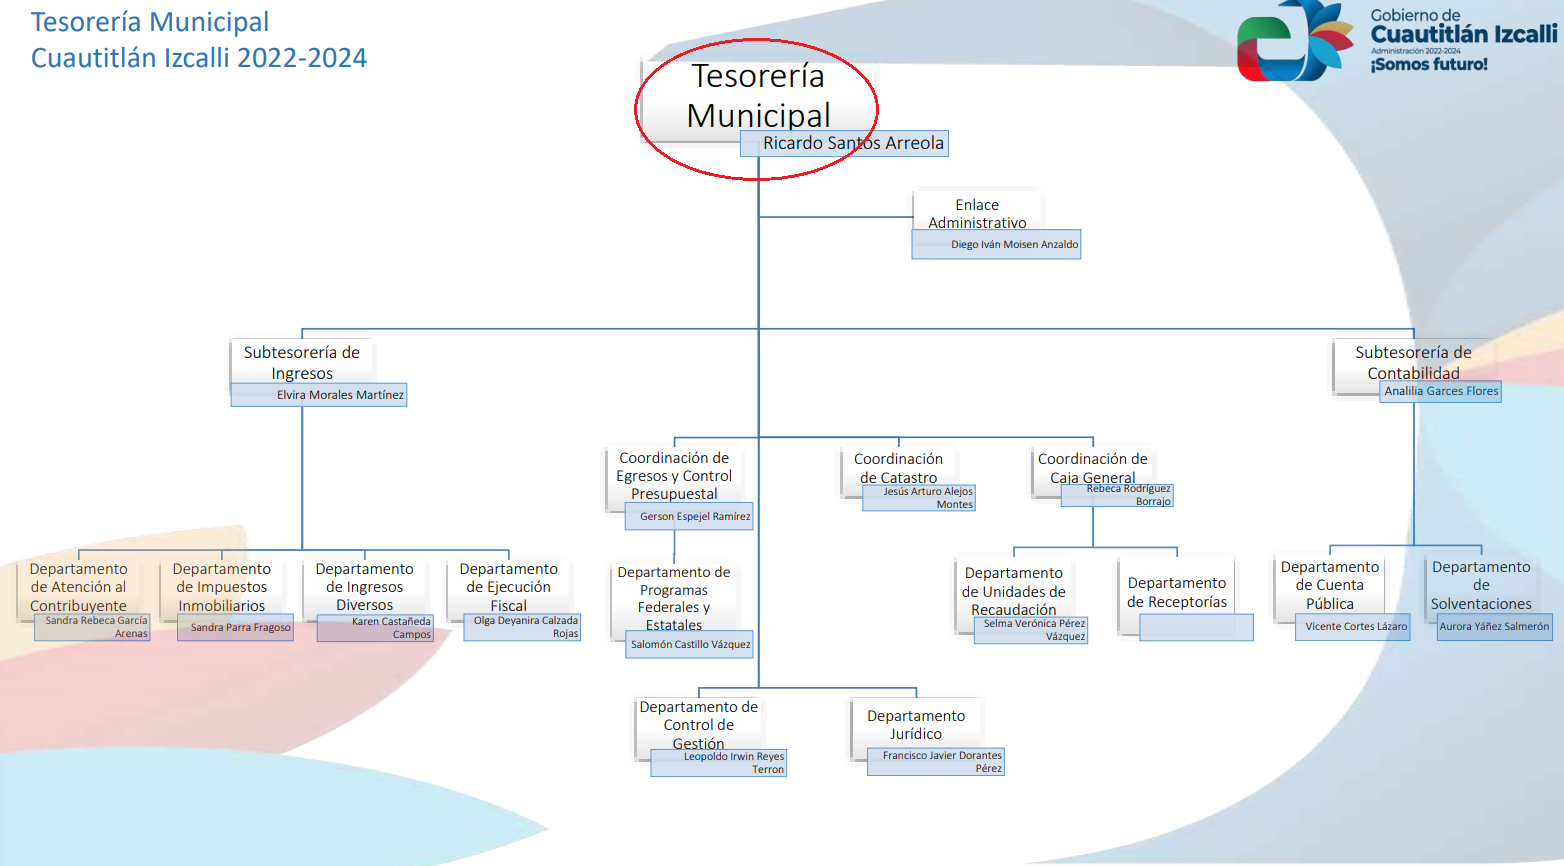 Tesorería Municipal
Cuautitlán Izcalli 2022-2024
Gobierno de
Cuautitlán Izcalli
Administración 2022-2024
¡Somos futuro!
Tesorería
Municipal
Ricardo Santos Arreola
Enlace
Administrativo
Diego Iván Moisen Anzaldo
Subtesorería de
Ingresos
Elvira Morales Martínez
Subtesorería de
Contabilidad
Analilia Garces Flores
Coordinación de
Egresos y Control
Presupuestal
Gerson Espejel Ramírez
Coordinación
de Catastro
Jesús Arturo Alejos
Montes
Coordinación de
Caja General
Rebeca Rodríguez
Borrajo
Departamento
de Atención al
Contribuyente
Sandra Rebeca García
Arenas
Departamento
de Impuestos
Inmobiliarios
Sandra Parra Fragoso
Departamento
de Ingresos
Diversos
Karen Castañeda
Campos
Departamento
de Ejecución
Fiscal
Olga Deyanira Calzada
Rojas
Departamento de
Programas
Federales y
Estatales
Salomón Castillo Vázquez
Departamento
de Unidades de
Recaudación
Selma Verónica Pérez
Vázquez
Departamento
de Receptorías
Departamento
de Cuenta
Pública
Vicente Cortes Lázaro
Departamento
de
Solventaciones
Aurora Yáñez Salmerón
Departamento de
Control de
Gestión
Leopoldo Irwin Reyes
Terron
Departamento
Jurídico
Francisco Javier Dorantes
Pérez